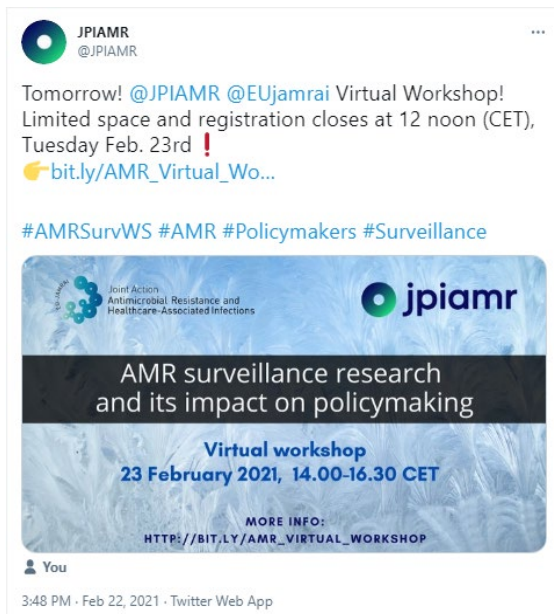 JPIAMR
@JPIAMR
Tomorrow! @JPIAMR @EUjamrai Virtual Workshop!
Limited space and registration closes at 12 noon (CET),
Tuesday Feb. 23rd❗
👉bit.ly/AMR_Virtual_Wo...
#AMRSurvWS #AMR #Policymakers #Surveillance
EU-JAMRAI
Joint Action
Antimicrobial Resistance and
Healthcare-Associated Infections
jpiamr
AMR surveillance research
and its impact on policymaking
Virtual workshop
23 February 2021, 14.00-16.30 CET
MORE INFO:
HTTP://BIT.LY/AMR_VIRTUAL_WORKSHOP
You
3:48 PM · Feb 22, 2021 · Twitter Web App